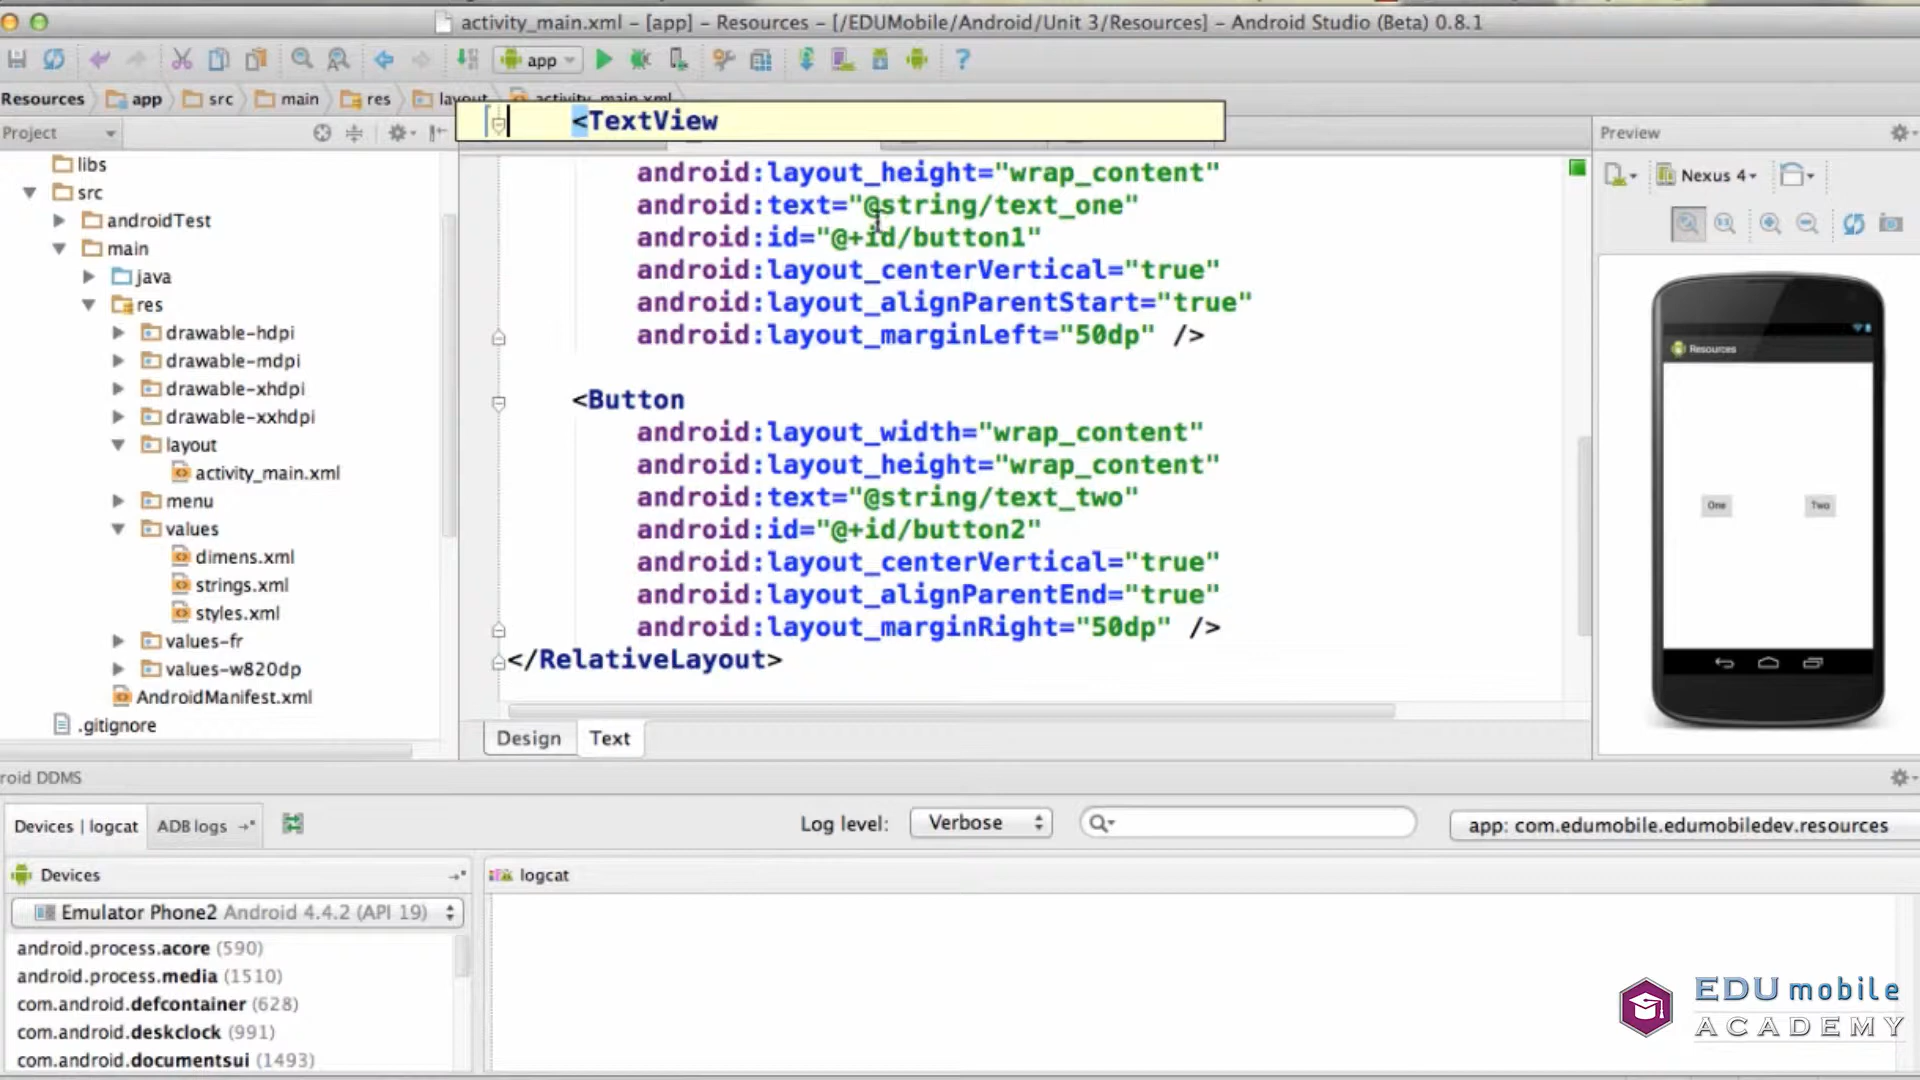 activity_main.xml – [app] – Resources – [/EDUMobile/Android/Unit 3/Resources] – Android Studio (Beta) 0.8.1
app
Resources app src main res layout activity_main.xml
Project
libs
src
androidTest
main
java
res
drawable-hdpi
drawable-mdpi
drawable-xhdpi
drawable-xxhdpi
layout
activity_main.xml
menu
values
dimens.xml
strings.xml
styles.xml
values-fr
values-w820dp
AndroidManifest.xml
.gitignore
<TextView
android:layout_height="wrap_content"
android:text="@string/text_one"
android:id="@+id/button1"
android:layout_centerVertical="true"
android:layout_alignParentStart="true"
android:layout_marginLeft="50dp" />
<Button
android:layout_width="wrap_content"
android:layout_height="wrap_content"
android:text="@string/text_two"
android:id="@+id/button2"
android:layout_centerVertical="true"
android:layout_alignParentEnd="true"
android:layout_marginRight="50dp" />
</RelativeLayout>
Design Text
Preview
Nexus 4
Resources
One Two
roid DDMS
Devices | logcat ADB logs Log level: Verbose app: com.edumobile.edumobiledev.resources
Devices
logcat
Emulator Phone2 Android 4.4.2 (API 19)
android.process.acore (590)
android.process.media (1510)
com.android.defcontainer (628)
com.android.deskclock (991)
com.android.documentsui (1493)
EDU mobile
ACADEMY